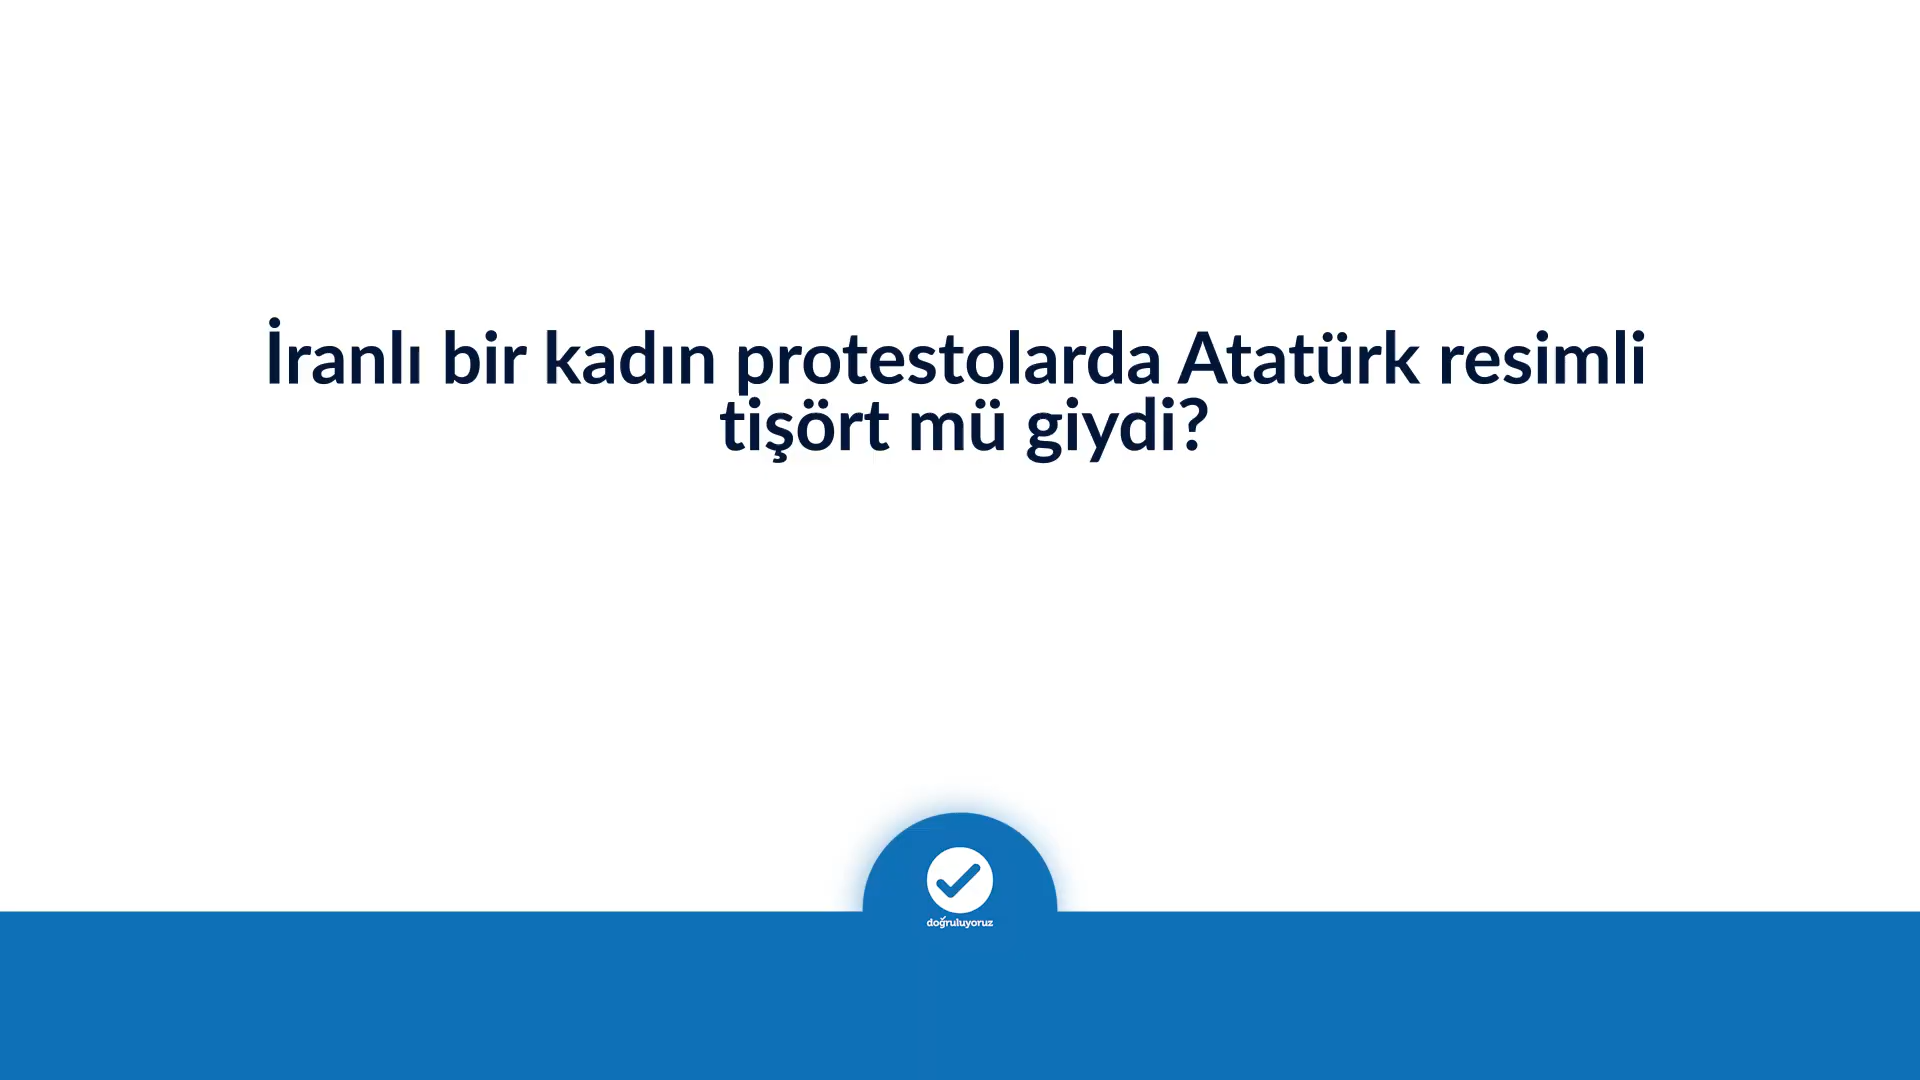 İranlı bir kadın protestolarda Atatürk resimli
tişört mü giydi?
doğruluyoruz